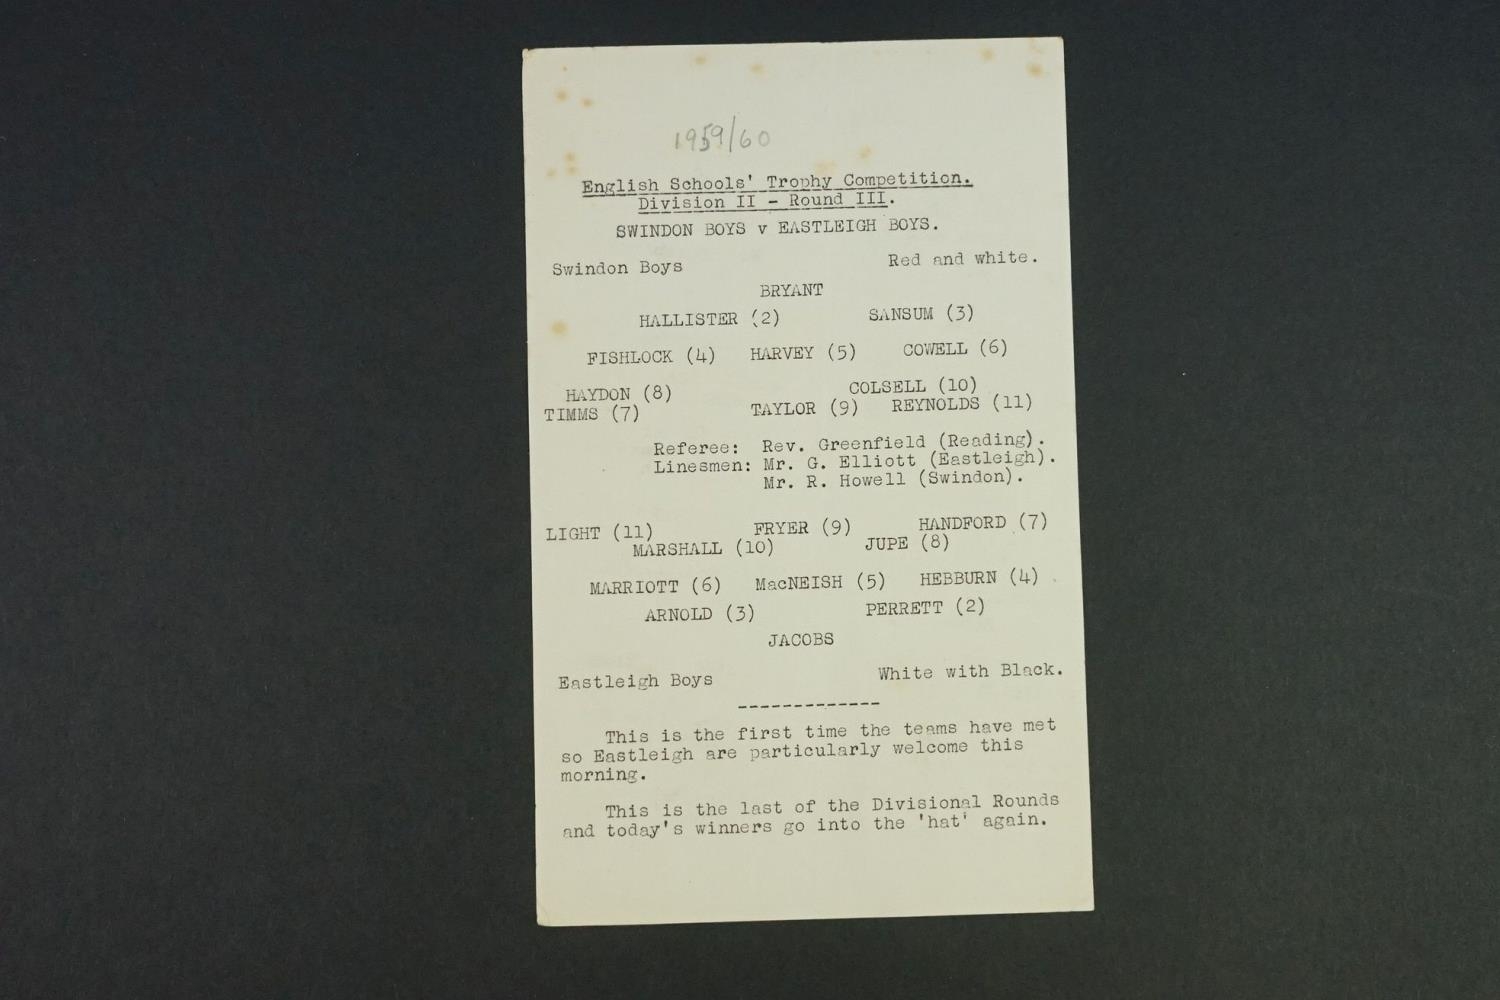 1959/60
English Schools' Trophy Competition.
Division II - Round III.
SWINDON BOYS v EASTLEIGH BOYS.
Swindon Boys Red and white.
BRYANT
HALLISTER (2) SANSUM (3)
FISHLOCK (4) HARVEY (5) COWELL (6)
HAYDON (8) COLSELL (10)
TIMMS (7) TAYLOR (9) REYNOLDS (11)
Referee: Rev. Greenfield (Reading).
Linesmen: Mr. G. Elliott (Eastleigh).
Mr. R. Howell (Swindon).
LIGHT (11) FRYER (9) HANDFORD (7)
MARSHALL (10) JUPE (8)
MARRIOTT (6) MacNEISH (5) HEBBURN (4)
ARNOLD (3) PERRETT (2)
JACOBS
Eastleigh Boys White with Black.
-------------
This is the first time the teams have met
so Eastleigh are particularly welcome this
morning.
This is the last of the Divisional Rounds
and today's winners go into the 'hat' again.